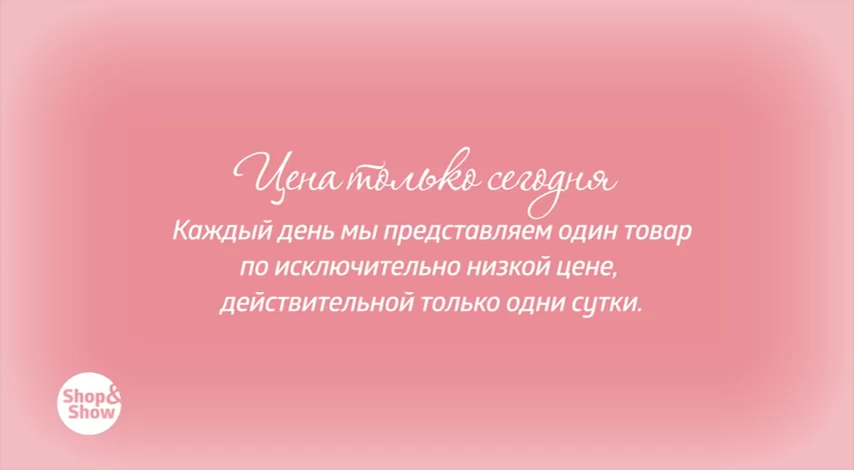 Цена только сегодня
Каждый день мы представляем один товар
по исключительно низкой цене,
действительной только одни сутки.
Shop&
Show